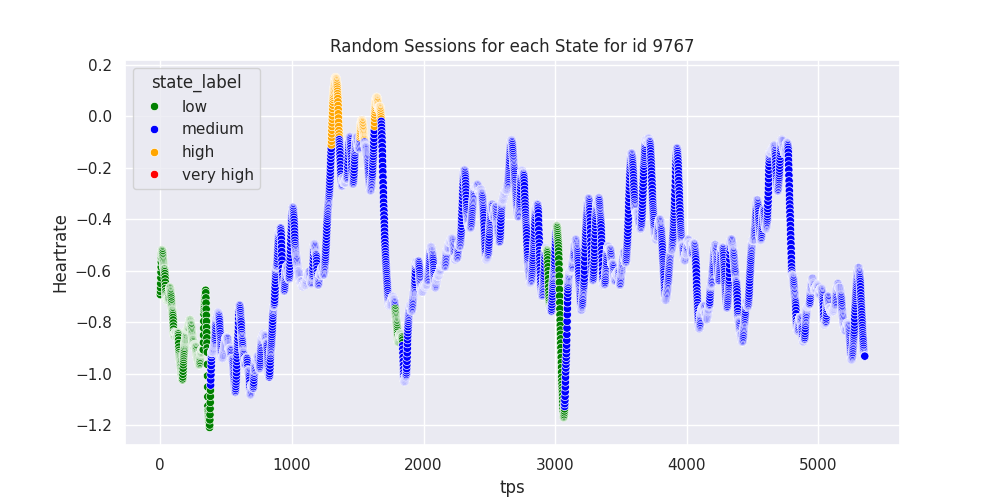 Random Sessions for each State for id 9767
state_label
low
medium
high
very high
Heartrate
0.2
0.0
−0.2
−0.4
−0.6
−0.8
−1.0
−1.2
0 1000 2000 3000 4000 5000
tps